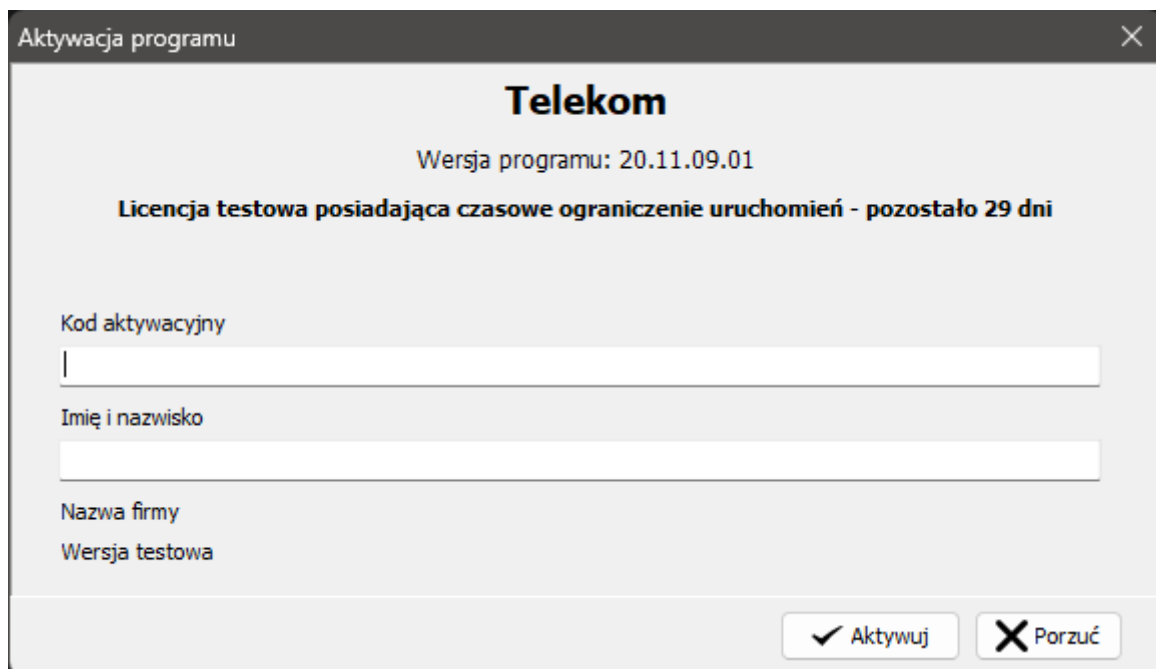 Aktywacja programu
Telekom
Wersja programu: 20.11.09.01
Licencja testowa posiadająca czasowe ograniczenie uruchomień - pozostało 29 dni
Kod aktywacyjny
Imię i nazwisko
Nazwa firmy
Wersja testowa
Aktywuj Porzuć